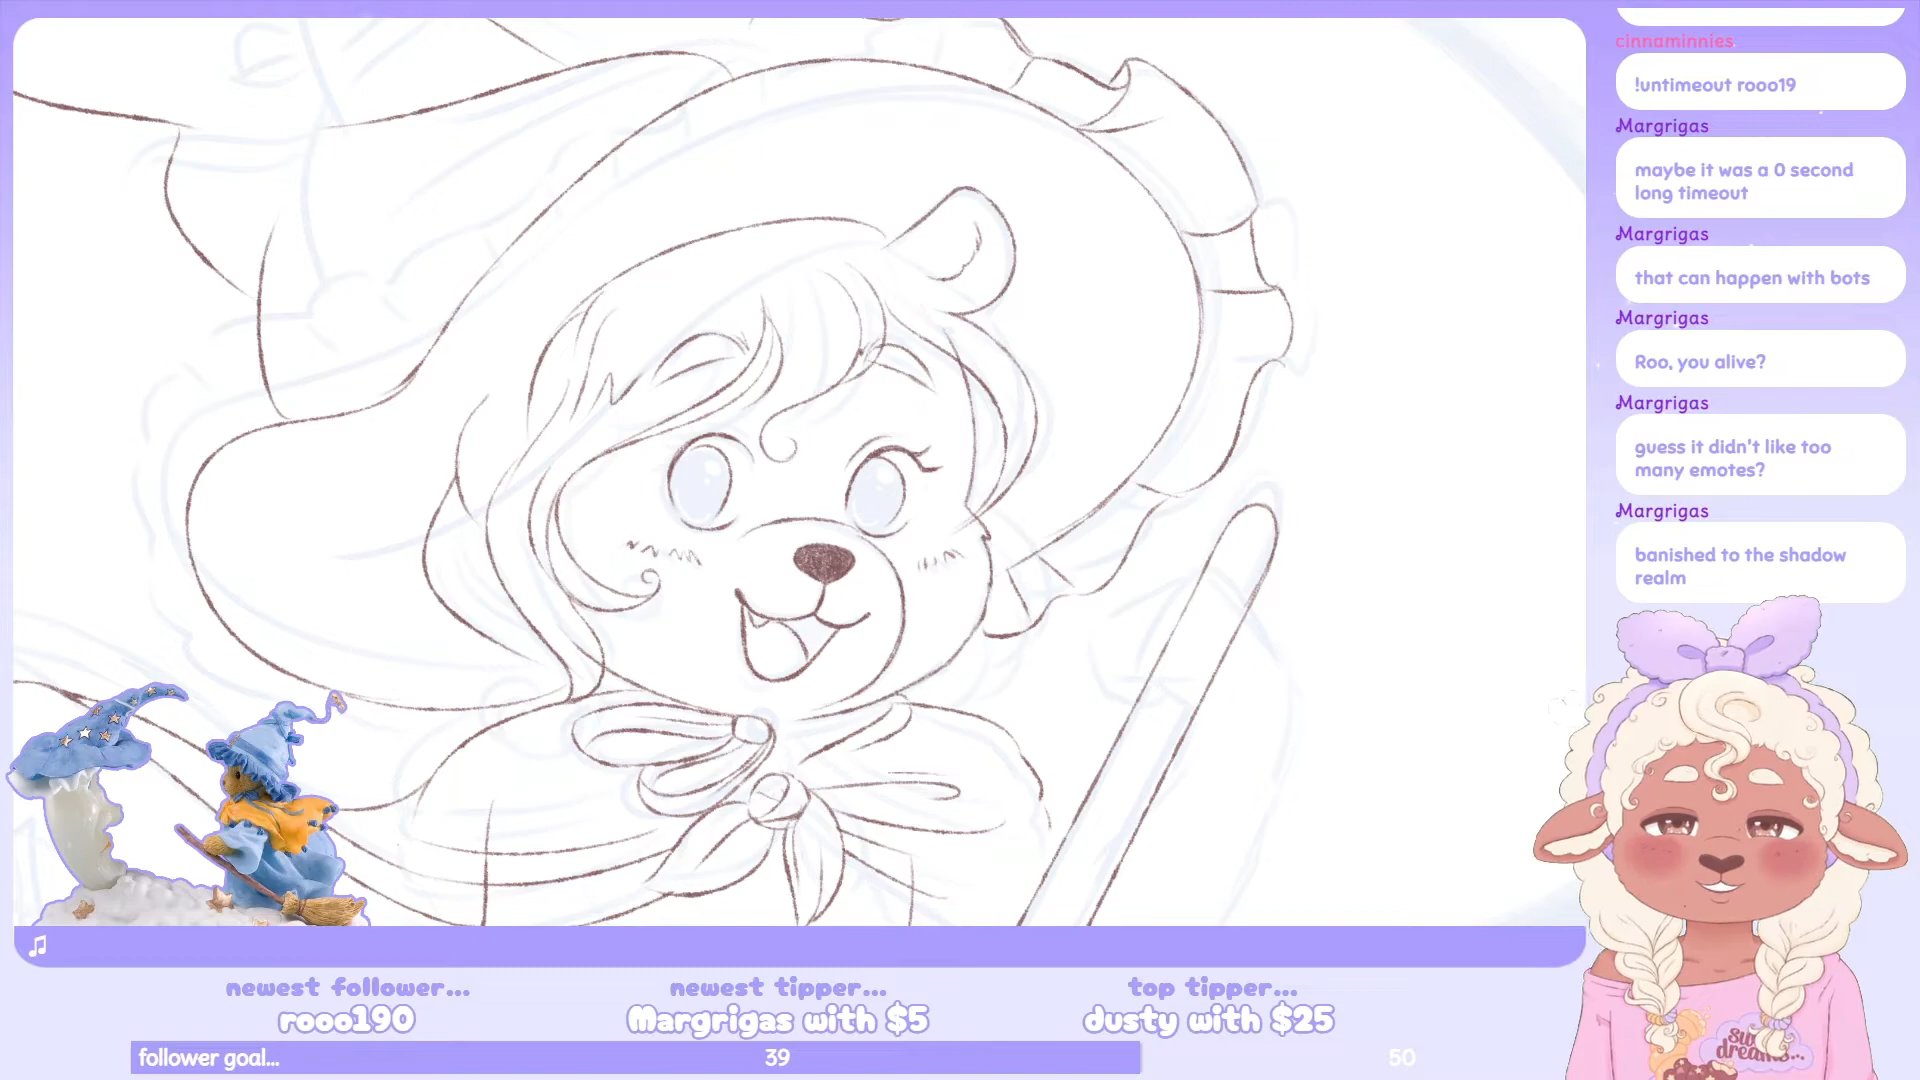 cinnaminnies
!untimeout rooo19
Margrigas
maybe it was a 0 second
long timeout
Margrigas
that can happen with bots
Margrigas
Roo, you alive?
Margrigas
guess it didn't like too
many emotes?
Margrigas
banished to the shadow
realm
newest follower...
rooo190
newest tipper...
Margrigas with $5
top tipper...
dusty with $25
follower goal...
39
50
dreams...